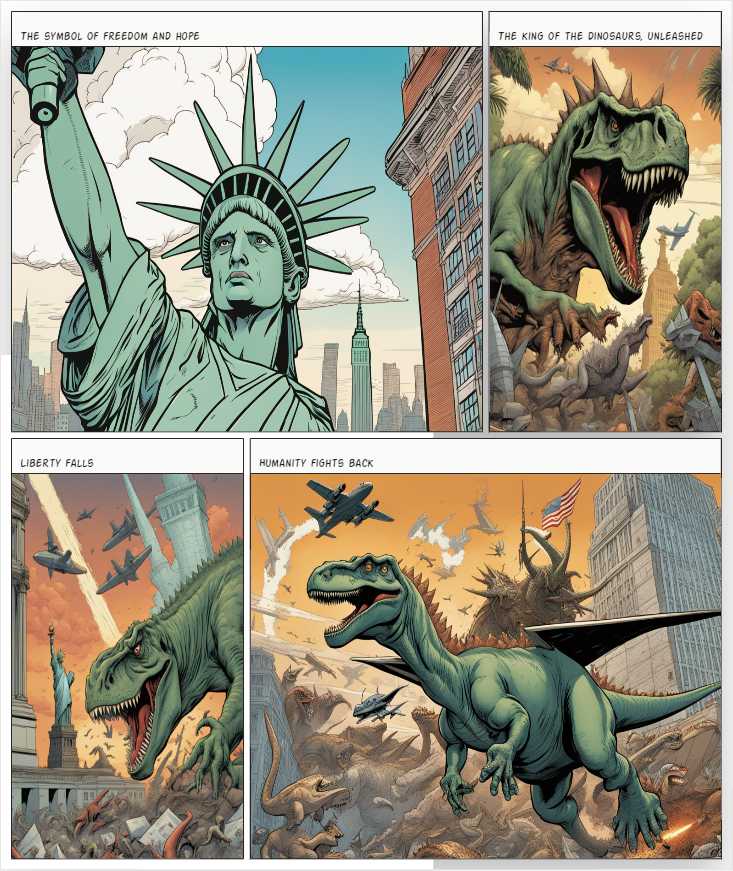 THE SYMBOL OF FREEDOM AND HOPE
THE KING OF THE DINOSAURS, UNLEASHED
LIBERTY FALLS
HUMANITY FIGHTS BACK